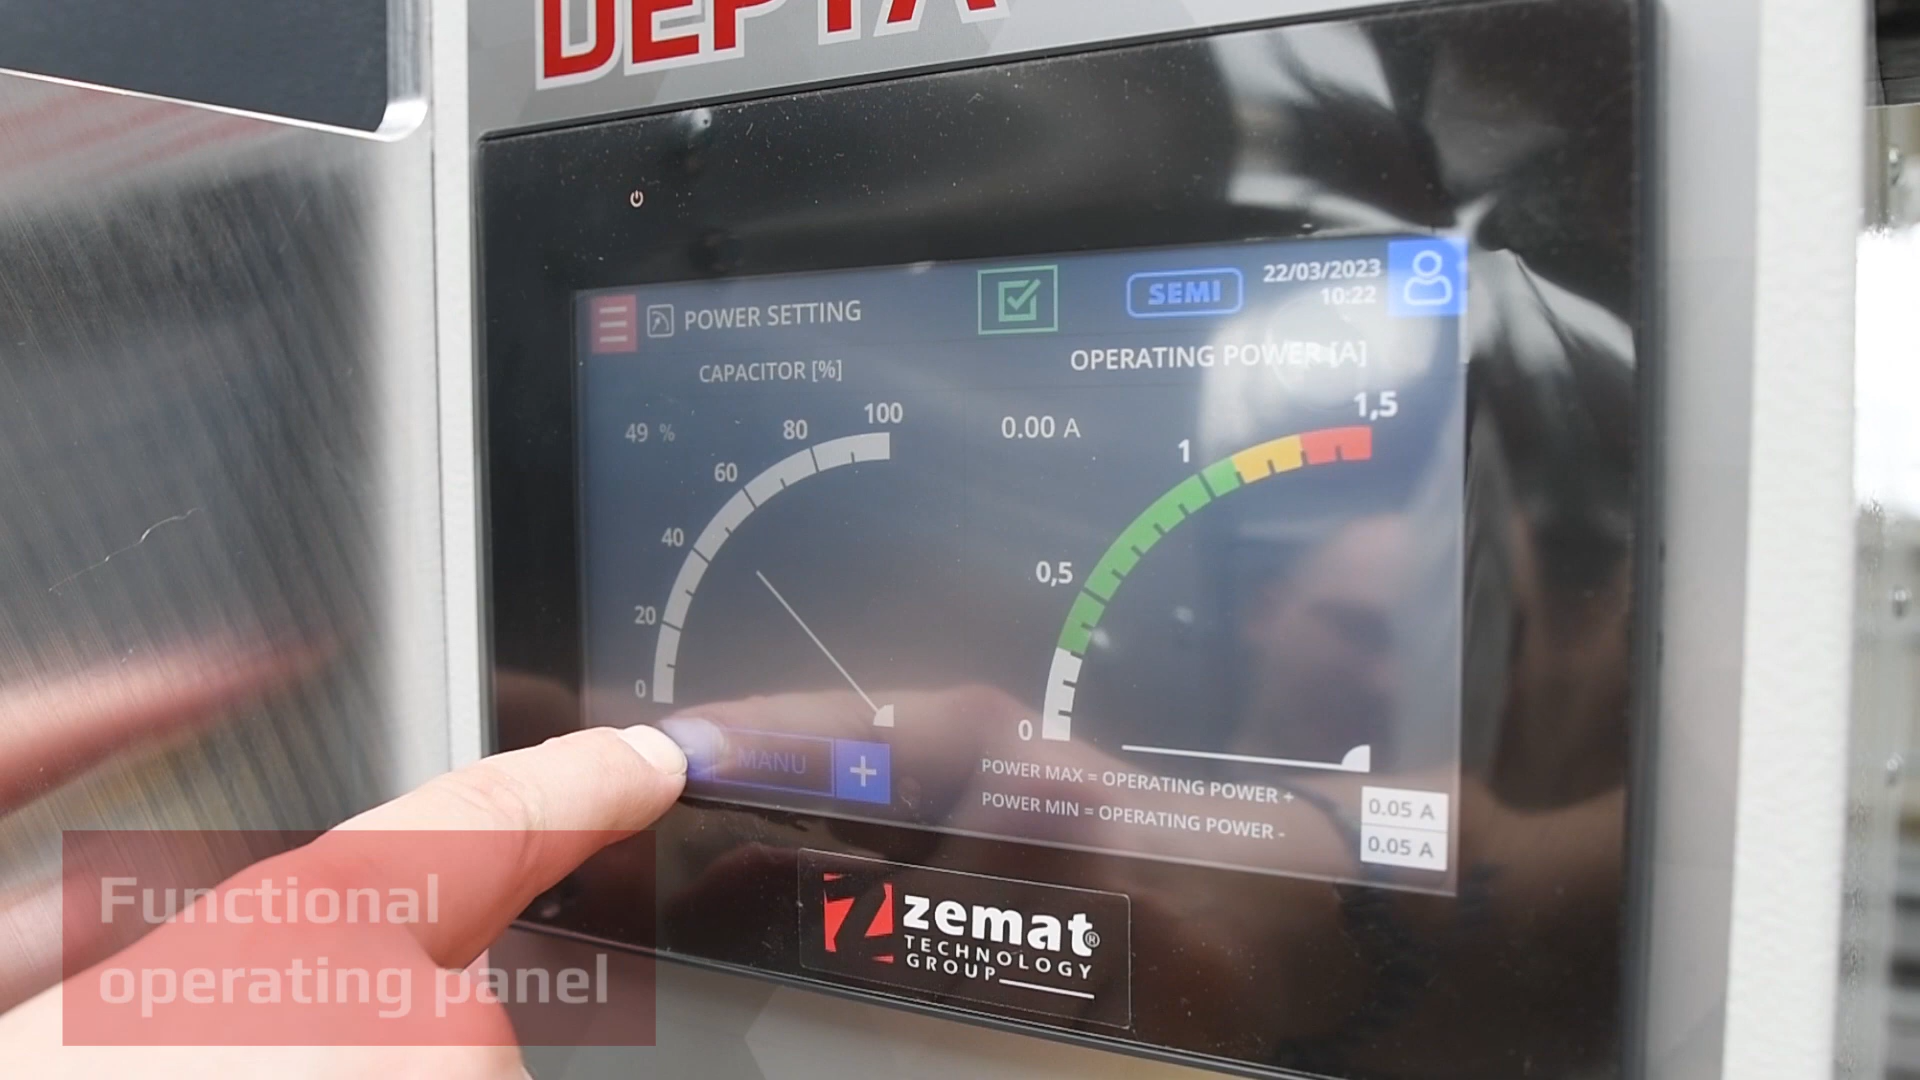 POWER SETTING
SEMI
22/03/2023
10:22
CAPACITOR [%]
OPERATING POWER [A]
49 %
0
20
40
60
80
100
0.00 A
0
0,5
1
1,5
MANU
+
POWER MAX = OPERATING POWER +
0.05 A
POWER MIN = OPERATING POWER -
0.05 A
zemat®
TECHNOLOGY
GROUP
Functional
operating panel